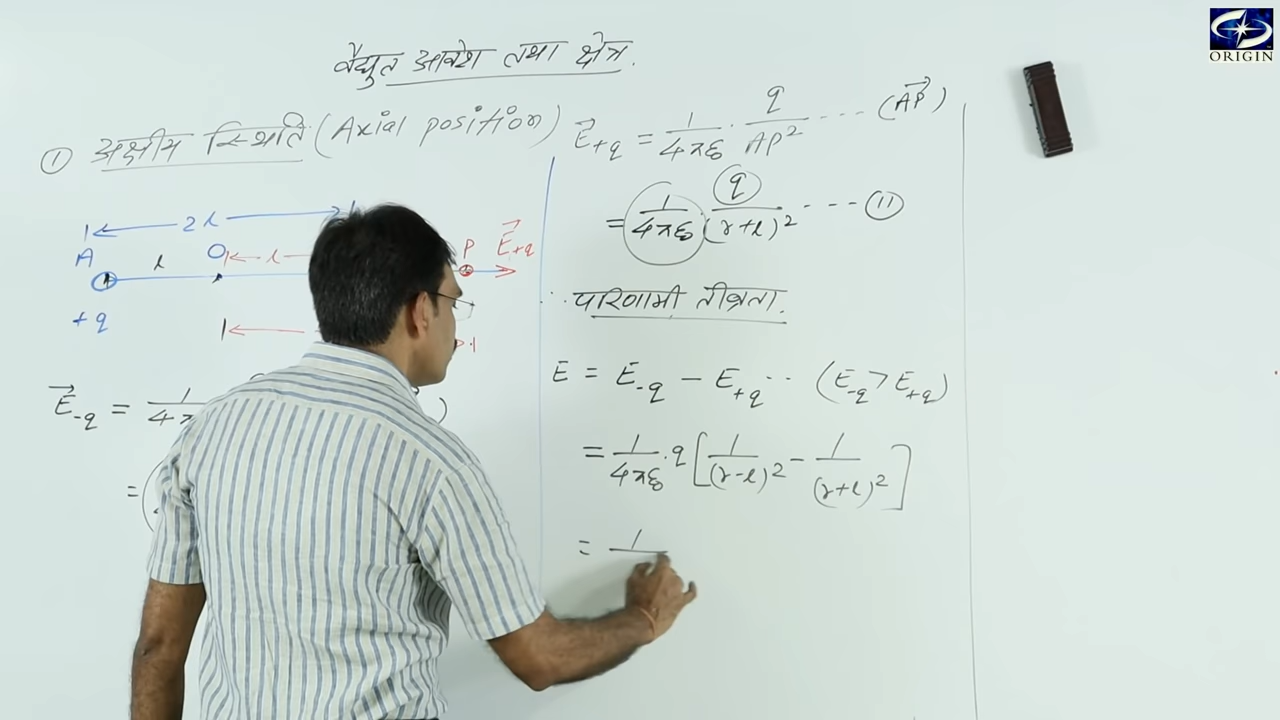 ORIGIN
वैद्युत आवेश तथा क्षेत्र.
① अक्षीय स्थिति (Axial position)
2l
A l O l P E⃗+q
+q
E⃗-q = 1/4π
=
E⃗+q = 1/4πε₀ · q/AP² ---- (AP⃗)
= 1/4πε₀ q/(r+l)² ---- ⑪
∴ परिणामी तीव्रता.
E = E-q − E+q -- (E-q > E+q)
= 1/4πε₀ · q [1/(r-l)² − 1/(r+l)²]
= 1